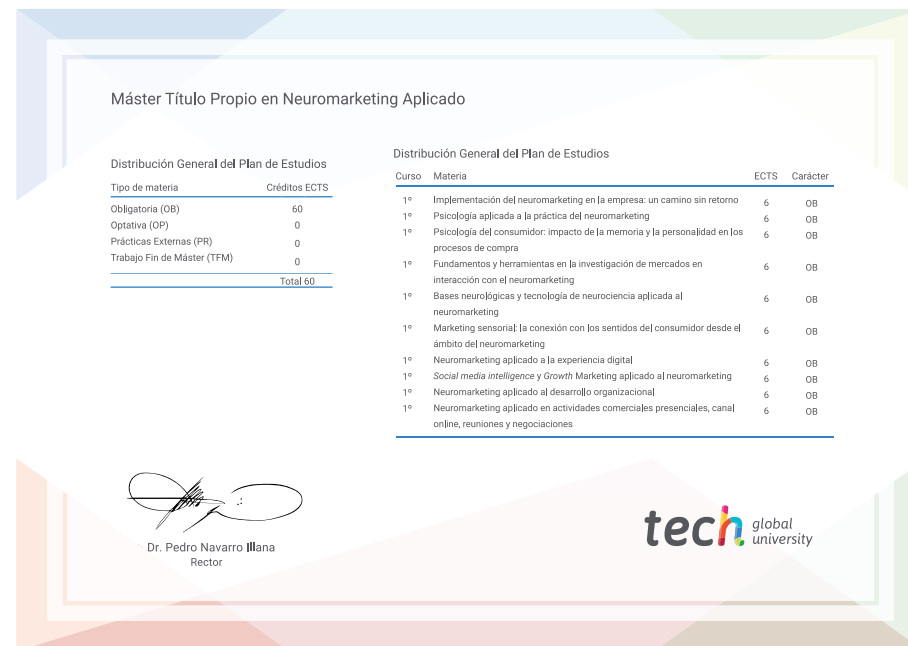 Máster Título Propio en Neuromarketing Aplicado
Distribución General del Plan de Estudios
Tipo de materia Créditos ECTS
Obligatoria (OB) 60
Optativa (OP) 0
Prácticas Externas (PR) 0
Trabajo Fin de Máster (TFM) 0
Total 60
Distribución General del Plan de Estudios
Curso Materia ECTS Carácter
1º Implementación del neuromarketing en la empresa: un camino sin retorno 6 OB
1º Psicología aplicada a la práctica del neuromarketing 6 OB
1º Psicología del consumidor: impacto de la memoria y la personalidad en los 6 OB
procesos de compra
1º Fundamentos y herramientas en la investigación de mercados en 6 OB
interacción con el neuromarketing
1º Bases neurológicas y tecnología de neurociencia aplicada al 6 OB
neuromarketing
1º Marketing sensorial: la conexión con los sentidos del consumidor desde el 6 OB
ámbito del neuromarketing
1º Neuromarketing aplicado a la experiencia digital 6 OB
1º Social media intelligence y Growth Marketing aplicado al neuromarketing 6 OB
1º Neuromarketing aplicado al desarrollo organizacional 6 OB
1º Neuromarketing aplicado en actividades comerciales presenciales, canal 6 OB
online, reuniones y negociaciones
Dr. Pedro Navarro Illana
Rector
tech global
university